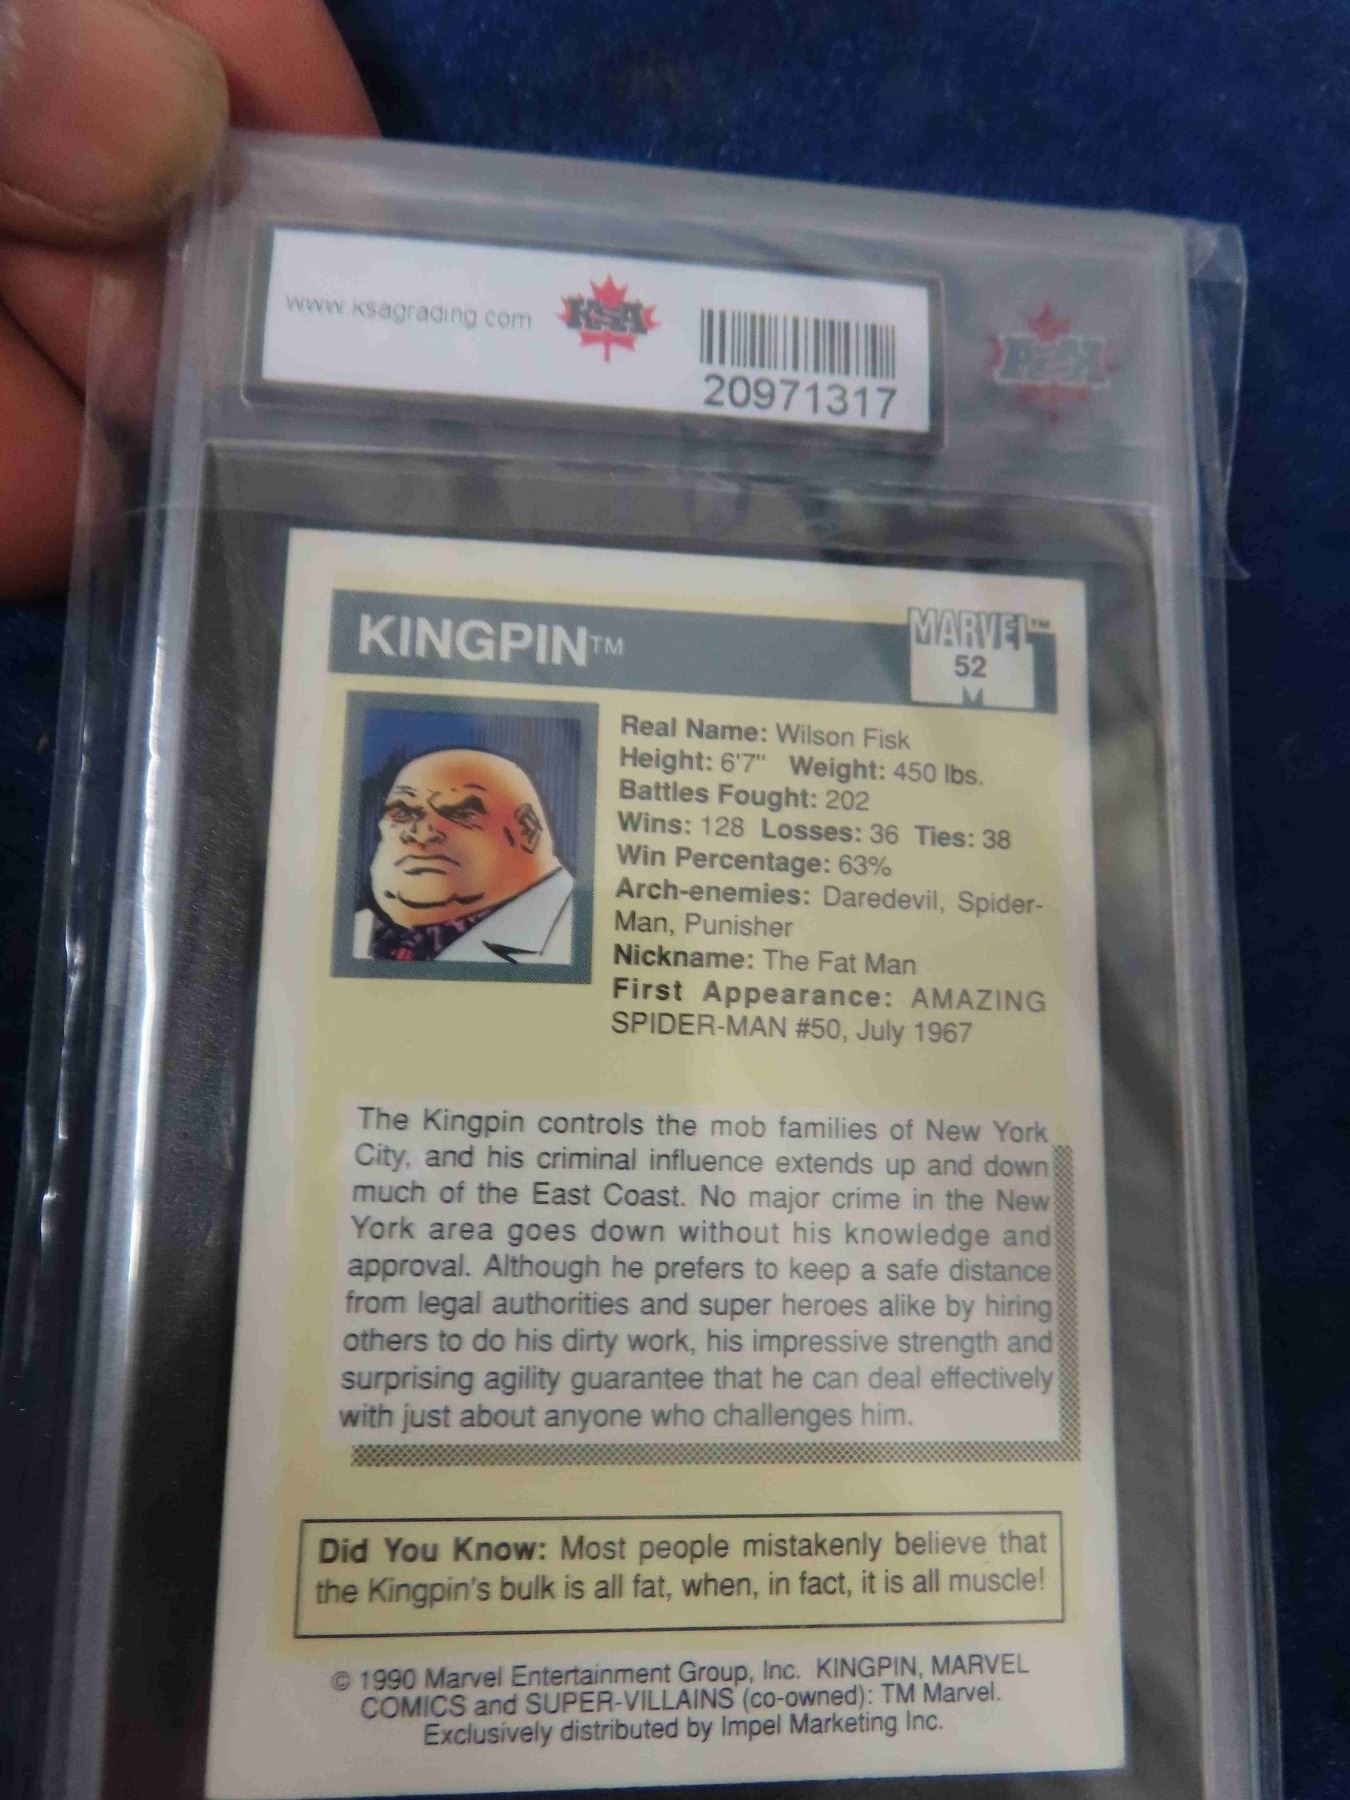 www.ksagrading.com
KSA
20971317
KSA
KINGPIN™
MARVEL™
52
M
Real Name: Wilson Fisk
Height: 6'7" Weight: 450 lbs.
Battles Fought: 202
Wins: 128 Losses: 36 Ties: 38
Win Percentage: 63%
Arch-enemies: Daredevil, Spider-
Man, Punisher
Nickname: The Fat Man
First Appearance: AMAZING
SPIDER-MAN #50, July 1967
The Kingpin controls the mob families of New York
City, and his criminal influence extends up and down
much of the East Coast. No major crime in the New
York area goes down without his knowledge and
approval. Although he prefers to keep a safe distance
from legal authorities and super heroes alike by hiring
others to do his dirty work, his impressive strength and
surprising agility guarantee that he can deal effectively
with just about anyone who challenges him.
Did You Know: Most people mistakenly believe that
the Kingpin's bulk is all fat, when, in fact, it is all muscle!
© 1990 Marvel Entertainment Group, Inc. KINGPIN, MARVEL
COMICS and SUPER-VILLAINS (co-owned): TM Marvel.
Exclusively distributed by Impel Marketing Inc.